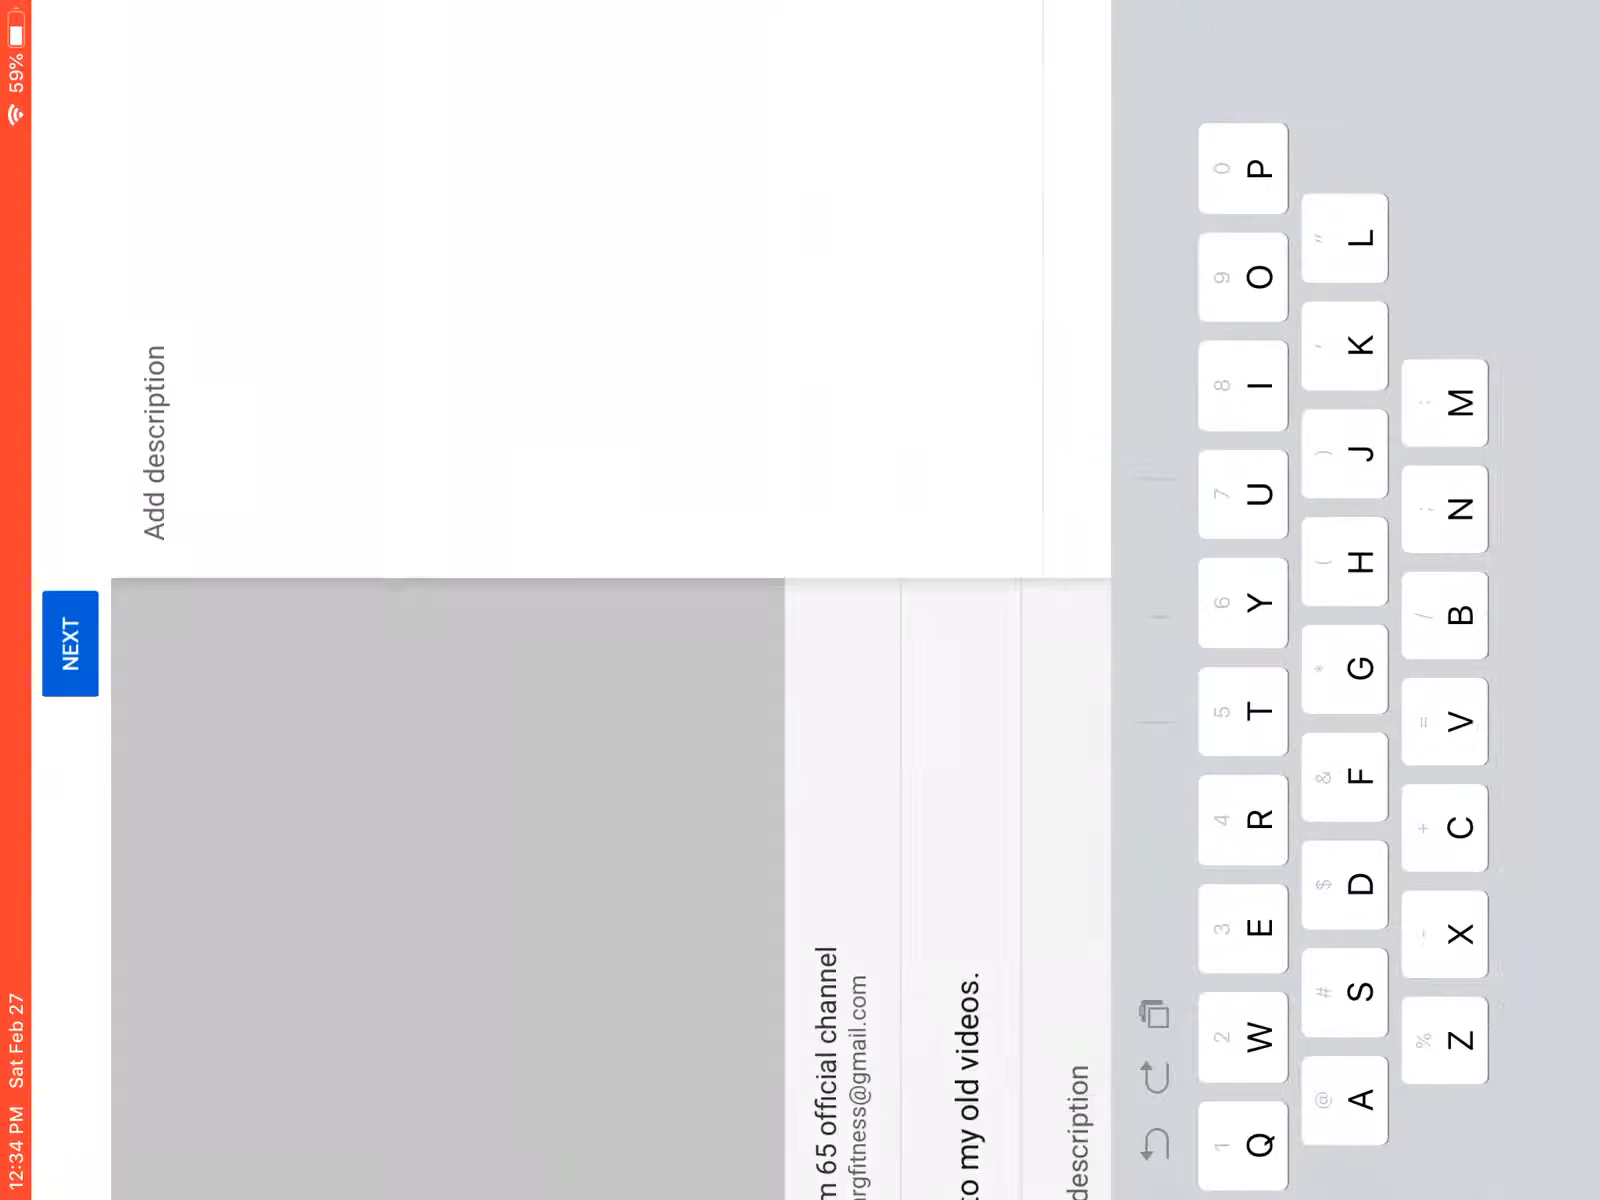 12:34 PM Sat Feb 27
59%
NEXT
Add description
65 official channel
rgfitness@gmail.com
to my old videos.
description
1 2 3 4 5 6 7 8 9 0
Q W E R T Y U I O P
@ # $ & * ( ) ' "
A S D F G H J K L
% - + = / ; :
Z X C V B N M